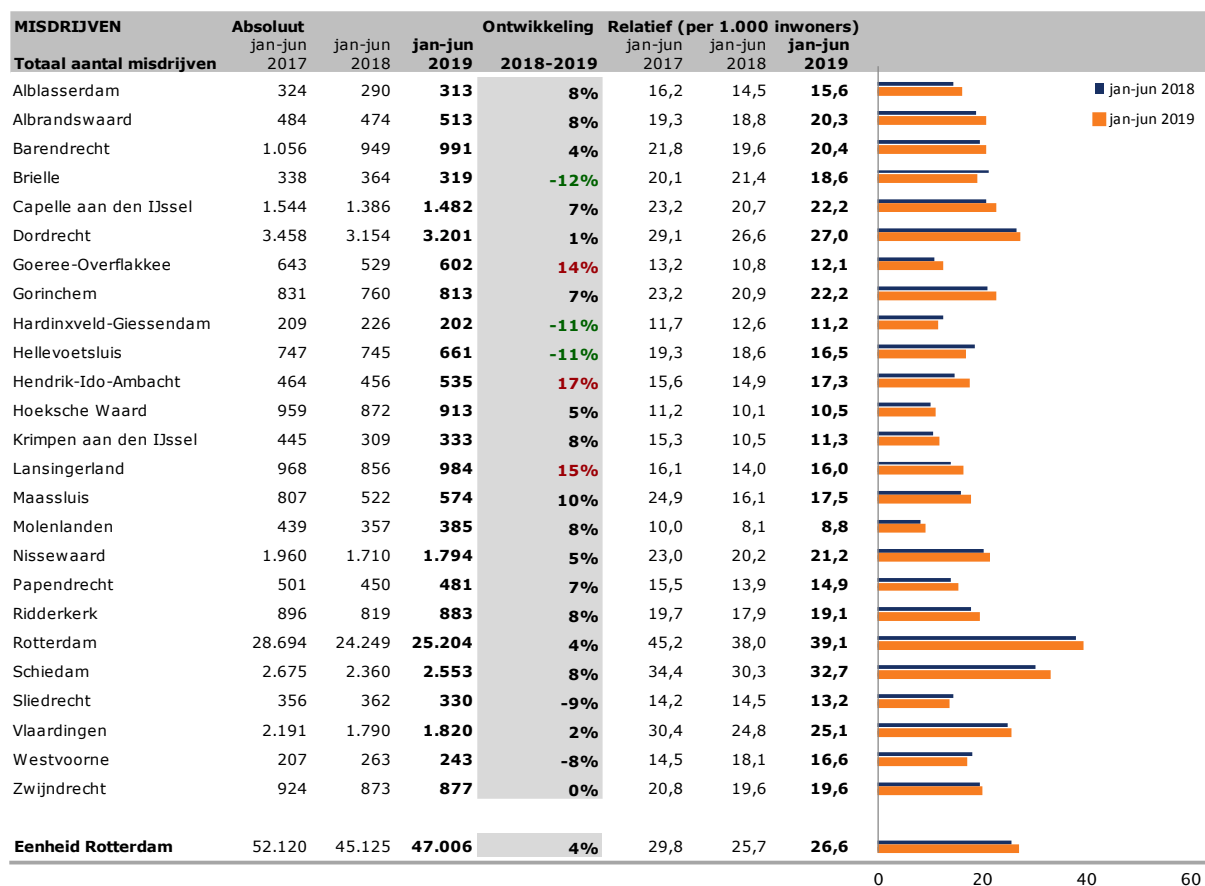 MISDRIJVEN Absoluut Ontwikkeling Relatief (per 1.000 inwoners)
jan-jun jan-jun jan-jun jan-jun jan-jun jan-jun
Totaal aantal misdrijven 2017 2018 2019 2018-2019 2017 2018 2019
Alblasserdam 324 290 313 8% 16,2 14,5 15,6 jan-jun 2018
Albrandswaard 484 474 513 8% 19,3 18,8 20,3 jan-jun 2019
Barendrecht 1.056 949 991 4% 21,8 19,6 20,4
Brielle 338 364 319 -12% 20,1 21,4 18,6
Capelle aan den IJssel 1.544 1.386 1.482 7% 23,2 20,7 22,2
Dordrecht 3.458 3.154 3.201 1% 29,1 26,6 27,0
Goeree-Overflakkee 643 529 602 14% 13,2 10,8 12,1
Gorinchem 831 760 813 7% 23,2 20,9 22,2
Hardinxveld-Giessendam 209 226 202 -11% 11,7 12,6 11,2
Hellevoetsluis 747 745 661 -11% 19,3 18,6 16,5
Hendrik-Ido-Ambacht 464 456 535 17% 15,6 14,9 17,3
Hoeksche Waard 959 872 913 5% 11,2 10,1 10,5
Krimpen aan den IJssel 445 309 333 8% 15,3 10,5 11,3
Lansingerland 968 856 984 15% 16,1 14,0 16,0
Maassluis 807 522 574 10% 24,9 16,1 17,5
Molenlanden 439 357 385 8% 10,0 8,1 8,8
Nissewaard 1.960 1.710 1.794 5% 23,0 20,2 21,2
Papendrecht 501 450 481 7% 15,5 13,9 14,9
Ridderkerk 896 819 883 8% 19,7 17,9 19,1
Rotterdam 28.694 24.249 25.204 4% 45,2 38,0 39,1
Schiedam 2.675 2.360 2.553 8% 34,4 30,3 32,7
Sliedrecht 356 362 330 -9% 14,2 14,5 13,2
Vlaardingen 2.191 1.790 1.820 2% 30,4 24,8 25,1
Westvoorne 207 263 243 -8% 14,5 18,1 16,6
Zwijndrecht 924 873 877 0% 20,8 19,6 19,6
Eenheid Rotterdam 52.120 45.125 47.006 4% 29,8 25,7 26,6
0 20 40 60